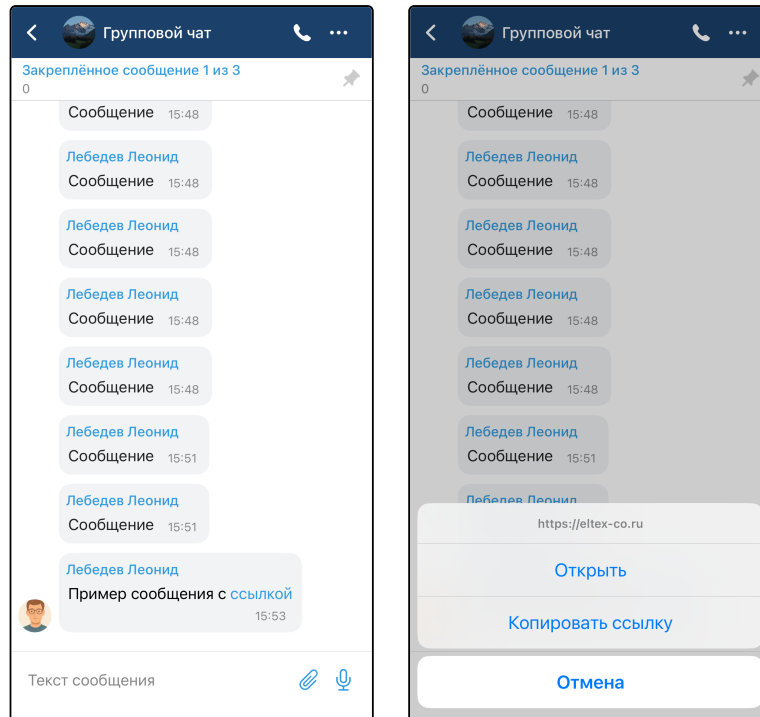 Групповой чат
Закреплённое сообщение 1 из 3
0
Сообщение 15:48
Лебедев Леонид
Сообщение 15:48
Лебедев Леонид
Сообщение 15:48
Лебедев Леонид
Сообщение 15:48
Лебедев Леонид
Сообщение 15:48
Лебедев Леонид
Сообщение 15:51
Лебедев Леонид
Сообщение 15:51
Лебедев Леонид
Пример сообщения с ссылкой
15:53
Текст сообщения
Групповой чат
Закреплённое сообщение 1 из 3
0
Сообщение 15:48
Лебедев Леонид
Сообщение 15:48
Лебедев Леонид
Сообщение 15:48
Лебедев Леонид
Сообщение 15:48
Лебедев Леонид
Сообщение 15:48
Лебедев Леонид
Сообщение 15:51
Лебедев Леонид
https://eltex-co.ru
Открыть
Копировать ссылку
Отмена